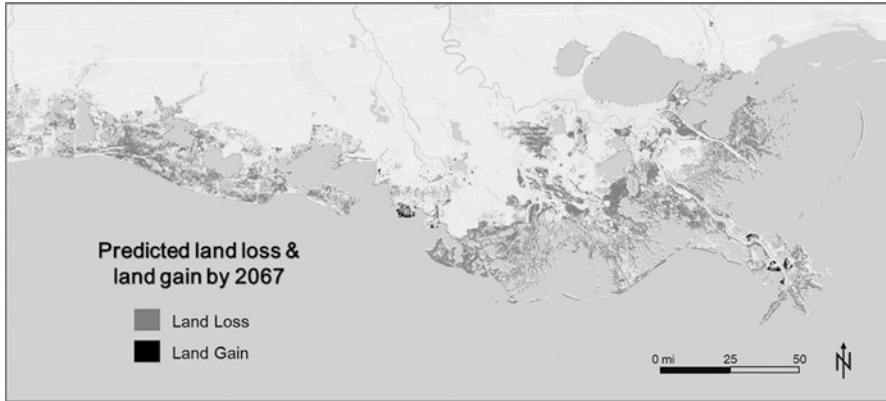 Predicted land loss &
land gain by 2067
Land Loss
Land Gain
0 mi 25 50
N